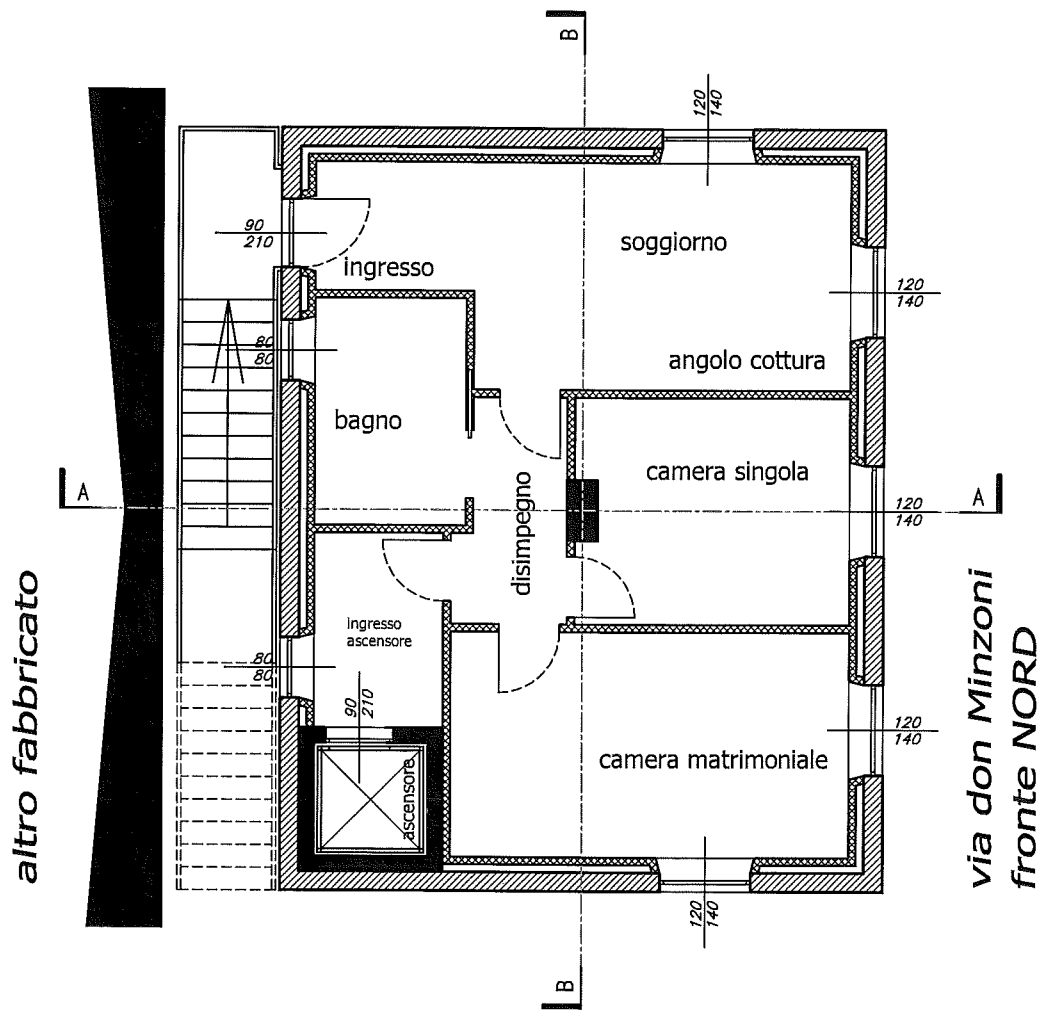 B
120
140
90
210
soggiorno
ingresso
120
140
80
80
angolo cottura
bagno
camera singola
A
A
disimpegno
120
140
altro fabbricato
ingresso
ascensore
80
80
90
210
120
140
camera matrimoniale
ascensore
via don Minzoni
fronte NORD
120
140
B